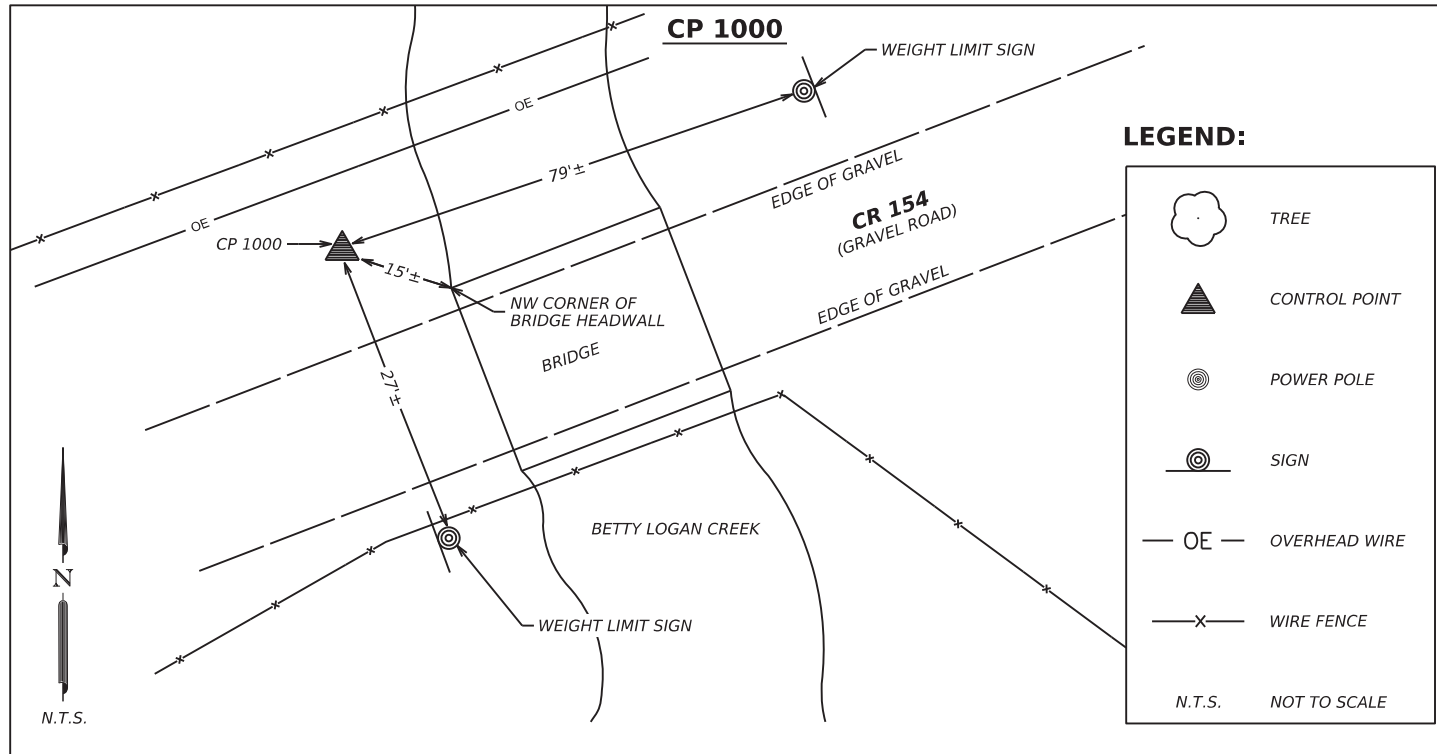 CP 1000
WEIGHT LIMIT SIGN
OE
79'±
EDGE OF GRAVEL
CR 154
(GRAVEL ROAD)
OE
CP 1000
15'±
NW CORNER OF
BRIDGE HEADWALL
EDGE OF GRAVEL
BRIDGE
27'±
BETTY LOGAN CREEK
WEIGHT LIMIT SIGN
N
N.T.S.
LEGEND:
TREE
CONTROL POINT
POWER POLE
SIGN
OE OVERHEAD WIRE
WIRE FENCE
N.T.S. NOT TO SCALE